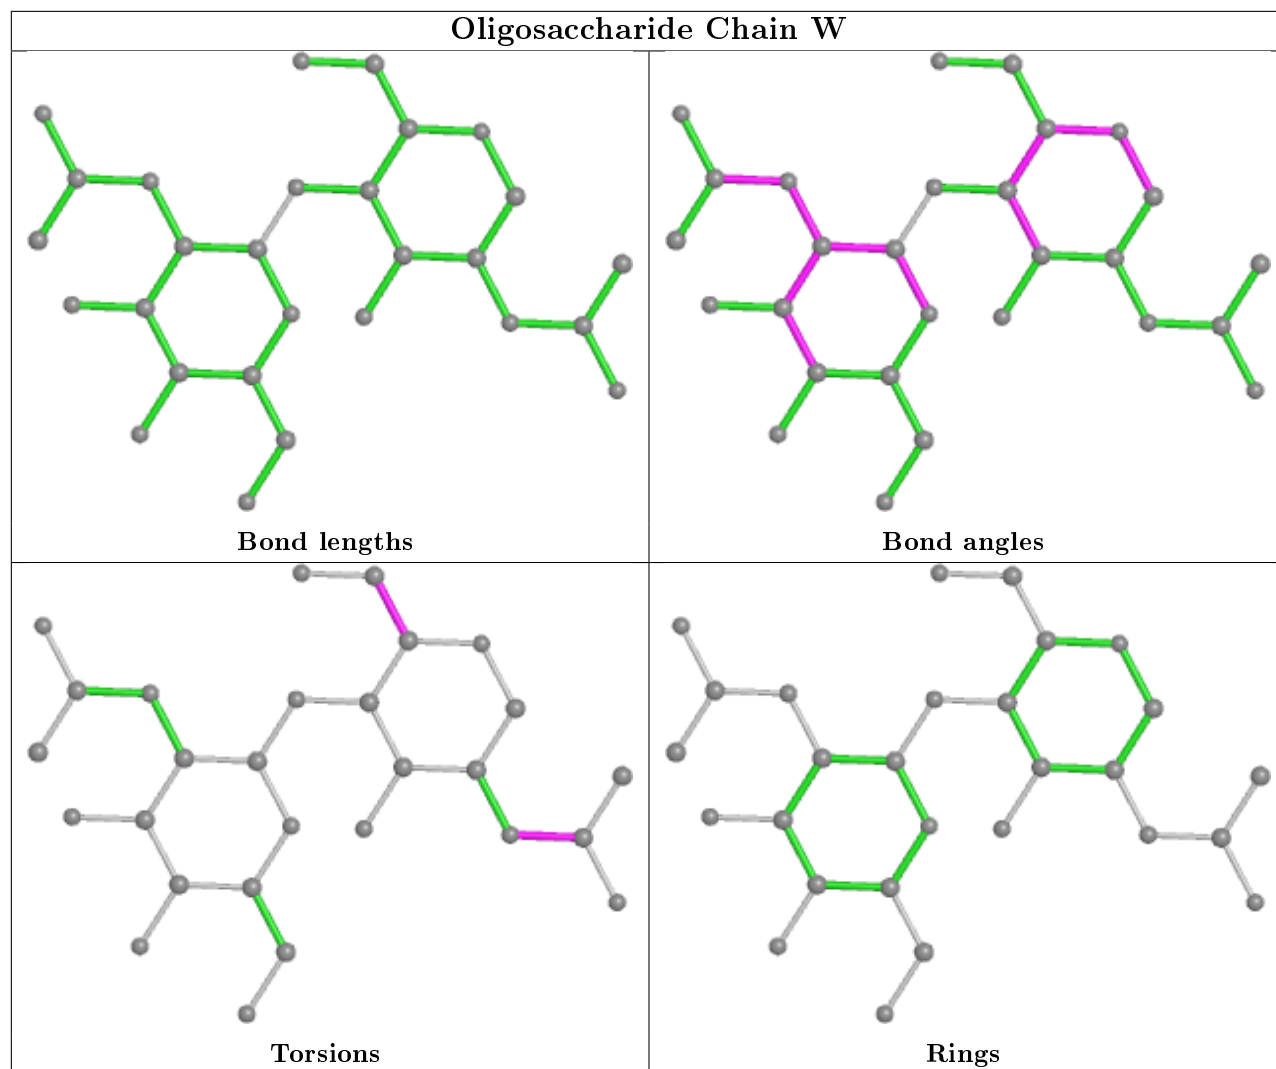 Oligosaccharide Chain W
Bond lengths
Bond angles
Torsions
Rings